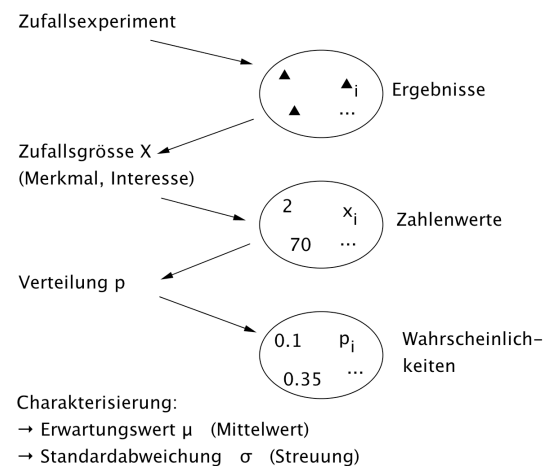 Zufallsexperiment
▲ ▲i
▲ ...
Ergebnisse
Zufallsgrösse X
(Merkmal, Interesse)
2 xi
70 ...
Zahlenwerte
Verteilung p
0.1 pi
0.35 ...
Wahrscheinlich-
keiten
Charakterisierung:
→ Erwartungswert μ (Mittelwert)
→ Standardabweichung σ (Streuung)